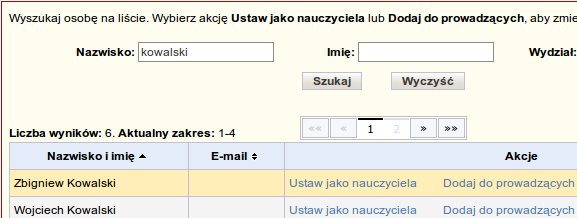 Wyszukaj osobę na liście. Wybierz akcję Ustaw jako nauczyciela lub Dodaj do prowadzących, aby zmie
Nazwisko: kowalski Imię: Wydział:
Szukaj Wyczyść
«« « 1 2 » »»
Liczba wyników: 6. Aktualny zakres: 1-4
Nazwisko i imię E-mail Akcje
Zbigniew Kowalski Ustaw jako nauczyciela Dodaj do prowadzących
Wojciech Kowalski Ustaw jako nauczyciela Dodaj do prowadzących